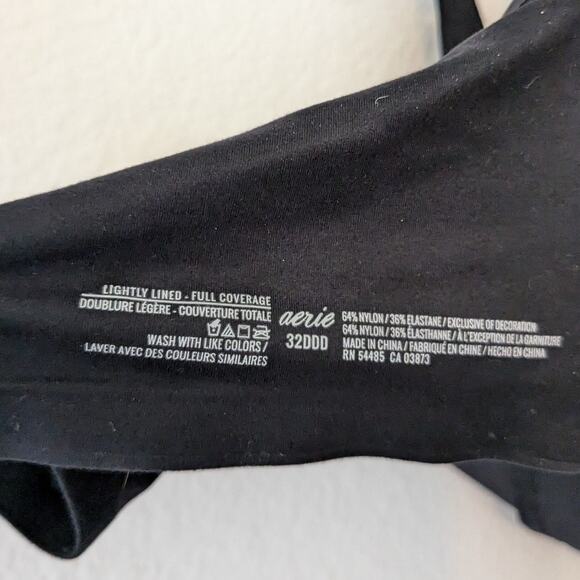 LIGHTLY LINED - FULL COVERAGE
DOUBLURE LÉGÈRE - COUVERTURE TOTALE
WASH WITH LIKE COLORS /
LAVER AVEC DES COULEURS SIMILAIRES
aerie
32DDD
64% NYLON / 36% ELASTANE / EXCLUSIVE OF DECORATION
64% NYLON / 36% ÉLASTHANNE / À L'EXCEPTION DE LA GARNITURE
MADE IN CHINA / FABRIQUÉ EN CHINE / HECHO EN CHINA
RN 54485 CA 03873